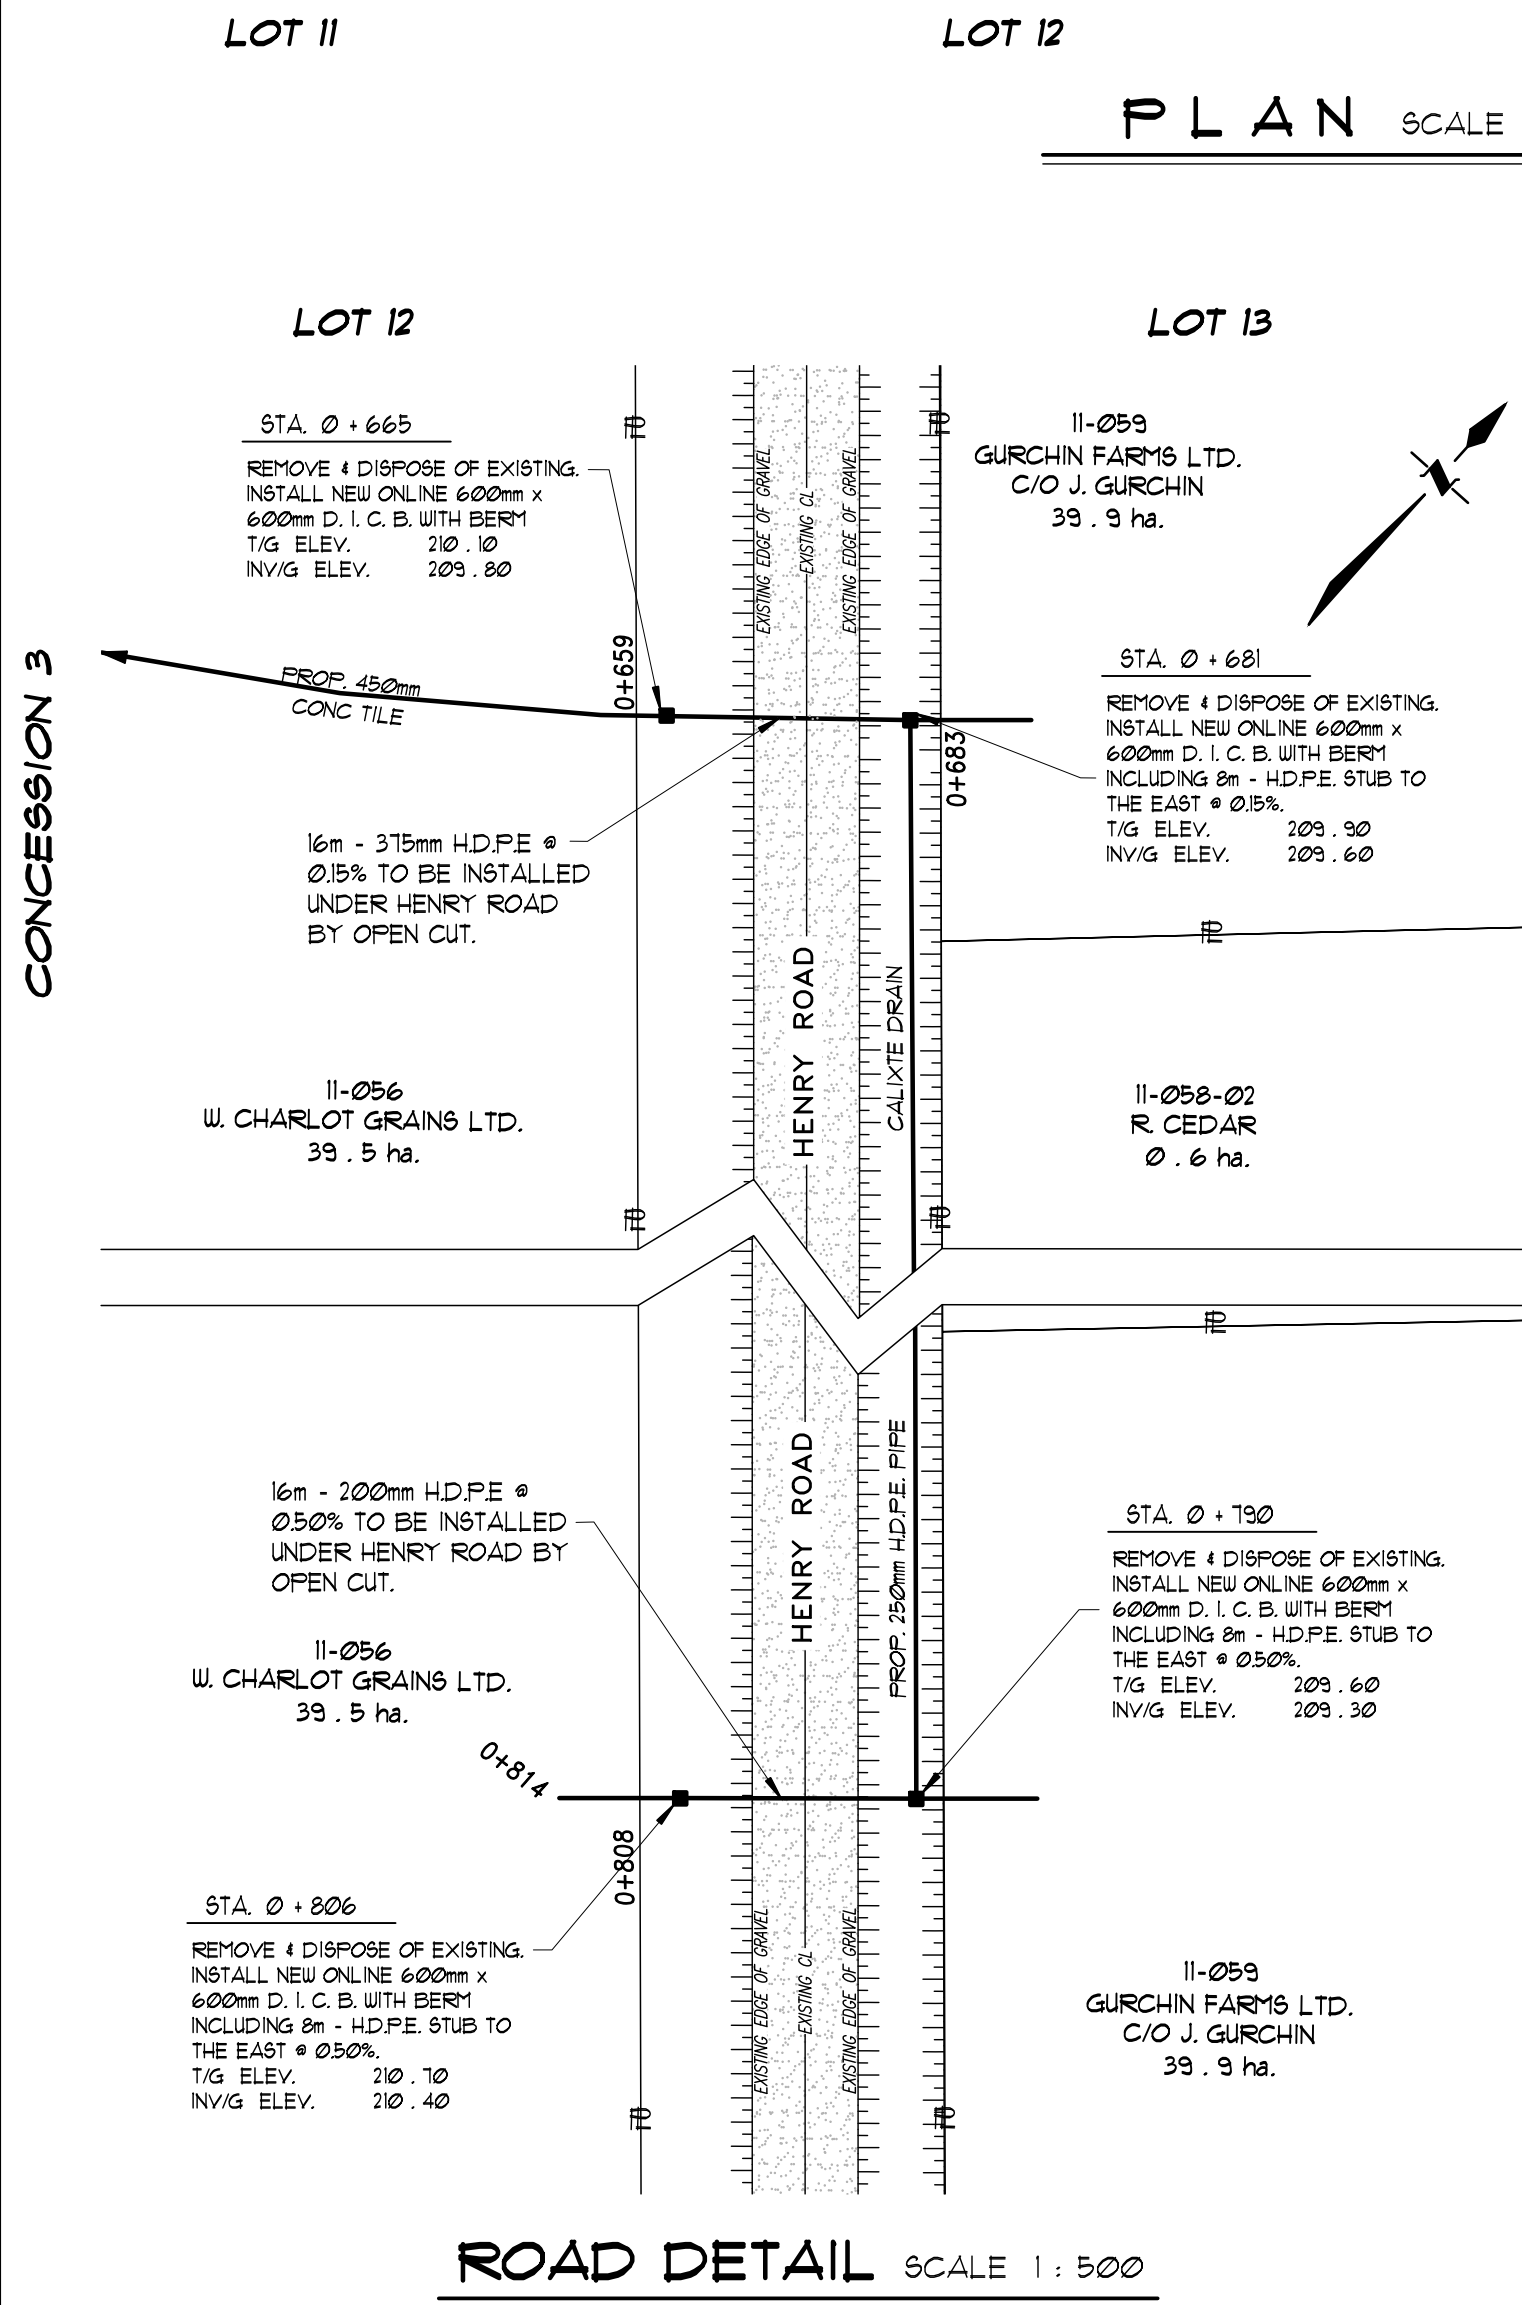 LOT 11
LOT 12
PLAN SCALE
LOT 12
LOT 13
STA. 0 + 665
REMOVE & DISPOSE OF EXISTING.
INSTALL NEW ONLINE 600mm x
600mm D. I. C. B. WITH BERM
T/G ELEV. 210 . 10
INV/G ELEV. 209 . 80
11-059
GURCHIN FARMS LTD.
C/O J. GURCHIN
39 . 9 ha.
EXISTING EDGE OF GRAVEL
EXISTING CL
EXISTING EDGE OF GRAVEL
CONCESSION 3
PROP. 450mm
CONC TILE
0+659
0+683
STA. 0 + 681
REMOVE & DISPOSE OF EXISTING.
INSTALL NEW ONLINE 600mm x
600mm D. I. C. B. WITH BERM
INCLUDING 8m - H.D.P.E. STUB TO
THE EAST @ 0.15%.
T/G ELEV. 209 . 90
INV/G ELEV. 209 . 60
16m - 375mm H.D.P.E @
0.15% TO BE INSTALLED
UNDER HENRY ROAD
BY OPEN CUT.
HENRY ROAD
CALIXTE DRAIN
11-056
W. CHARLOT GRAINS LTD.
39 . 5 ha.
11-058-02
R. CEDAR
0 . 6 ha.
16m - 200mm H.D.P.E @
0.50% TO BE INSTALLED
UNDER HENRY ROAD BY
OPEN CUT.
HENRY ROAD
PROP. 250mm H.D.P.E. PIPE
STA. 0 + 790
REMOVE & DISPOSE OF EXISTING.
INSTALL NEW ONLINE 600mm x
600mm D. I. C. B. WITH BERM
INCLUDING 8m - H.D.P.E. STUB TO
THE EAST @ 0.50%.
T/G ELEV. 209 . 60
INV/G ELEV. 209 . 30
11-056
W. CHARLOT GRAINS LTD.
39 . 5 ha.
0+814
0+808
STA. 0 + 806
REMOVE & DISPOSE OF EXISTING.
INSTALL NEW ONLINE 600mm x
600mm D. I. C. B. WITH BERM
INCLUDING 8m - H.D.P.E. STUB TO
THE EAST @ 0.50%.
T/G ELEV. 210 . 70
INV/G ELEV. 210 . 40
EXISTING EDGE OF GRAVEL
EXISTING CL
EXISTING EDGE OF GRAVEL
11-059
GURCHIN FARMS LTD.
C/O J. GURCHIN
39 . 9 ha.
ROAD DETAIL SCALE 1 : 500